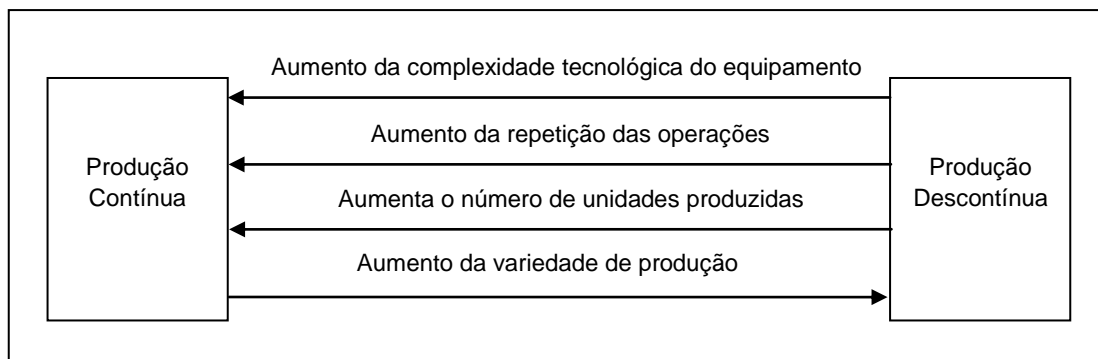 Aumento da complexidade tecnológica do equipamento
Aumento da repetição das operações
Produção
Contínua
Produção
Descontínua
Aumenta o número de unidades produzidas
Aumento da variedade de produção